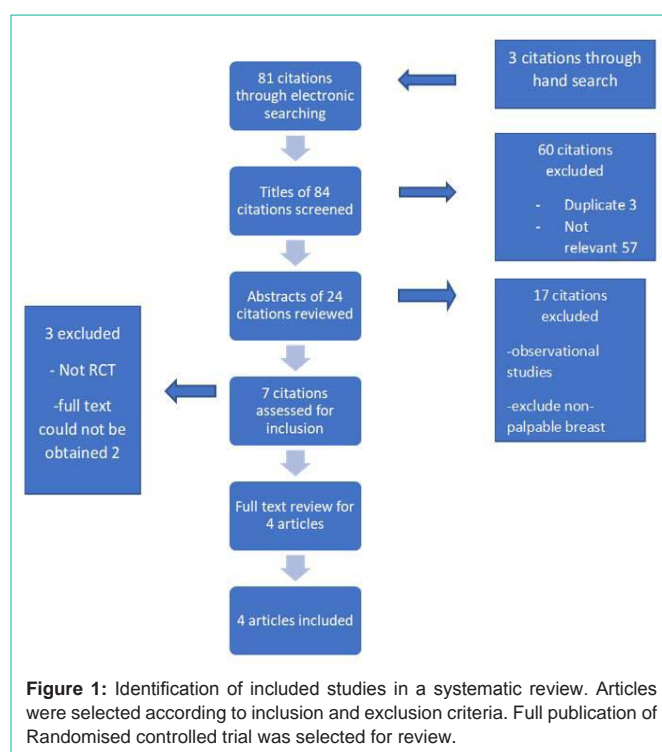 81 citations
through electronic
searching
3 citations through
hand search
Titles of 84
citations screened
60 citations
excluded
- Duplicate 3
- Not
relevant 57
Abstracts of 24
citations reviewed
17 citations
excluded
-observational
studies
-exclude non-
palpable breast
3 excluded
- Not RCT
-full text
could not be
obtained 2
7 citations
assessed for
inclusion
Full text review for
4 articles
4 articles included
Figure 1: Identification of included studies in a systematic review. Articles
were selected according to inclusion and exclusion criteria. Full publication of
Randomised controlled trial was selected for review.